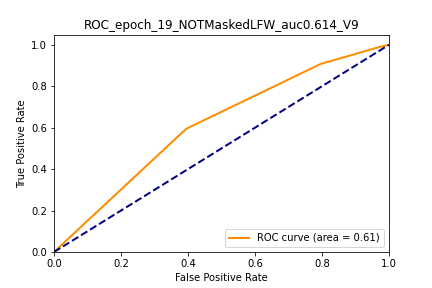 ROC_epoch_19_NOTMaskedLFW_auc0.614_V9
1.0
0.8
0.6
0.4
0.2
0.0
True Positive Rate
ROC curve (area = 0.61)
0.0 0.2 0.4 0.6 0.8 1.0
False Positive Rate